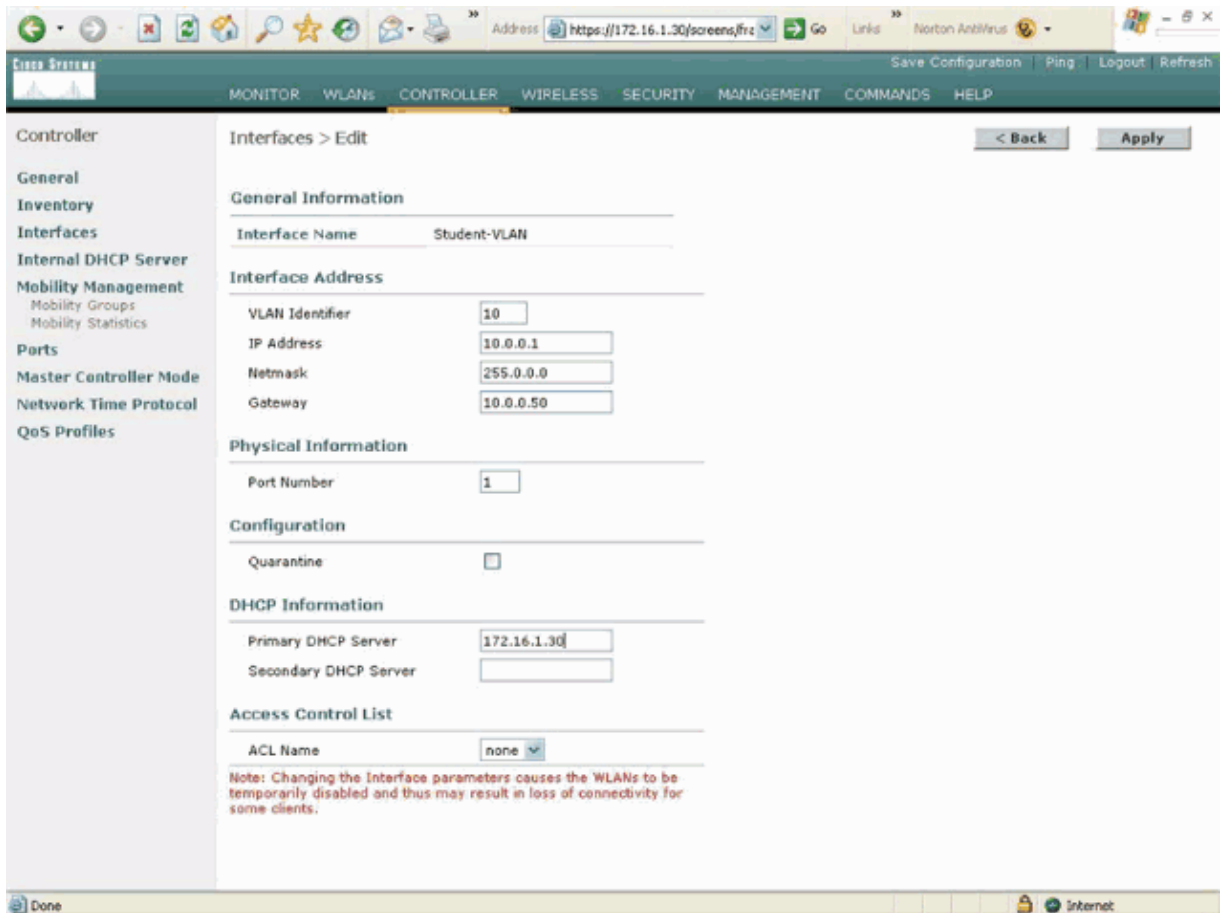 » Address https://172.16.1.30/screens/fra Go Links » Norton AntiVirus
Cisco Systems
Save Configuration | Ping | Logout | Refresh
MONITOR WLANs CONTROLLER WIRELESS SECURITY MANAGEMENT COMMANDS HELP
Controller
General
Inventory
Interfaces
Internal DHCP Server
Mobility Management
Mobility Groups
Mobility Statistics
Ports
Master Controller Mode
Network Time Protocol
QoS Profiles
Interfaces > Edit
< Back
Apply
General Information
Interface Name Student-VLAN
Interface Address
VLAN Identifier 10
IP Address 10.0.0.1
Netmask 255.0.0.0
Gateway 10.0.0.50
Physical Information
Port Number 1
Configuration
Quarantine
DHCP Information
Primary DHCP Server 172.16.1.30
Secondary DHCP Server
Access Control List
ACL Name none
Note: Changing the Interface parameters causes the WLANs to be
temporarily disabled and thus may result in loss of connectivity for
some clients.
Done
Internet